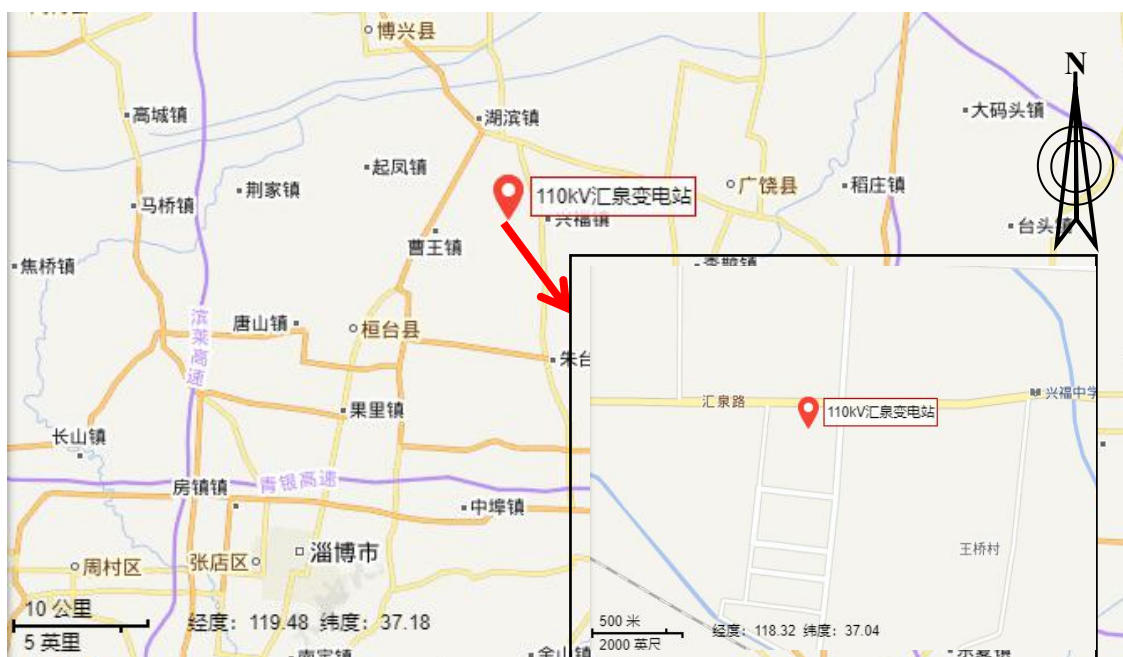 博兴县
高城镇
湖滨镇
N
大码头镇
起凤镇
荆家镇
马桥镇
110kV汇泉变电站
广饶县
稻庄镇
兴福镇
台头镇
曹王镇
焦桥镇
滨莱高速
唐山镇
桓台县
朱台
果里镇
汇泉路
110kV汇泉变电站
兴福中学
长山镇
房镇镇
青银高速
中埠镇
王桥村
周村区
张店区
淄博市
10 公里
5 英里
经度：119.48 纬度：37.18
500 米
2000 英尺
经度：118.32 纬度：37.04
金山镇